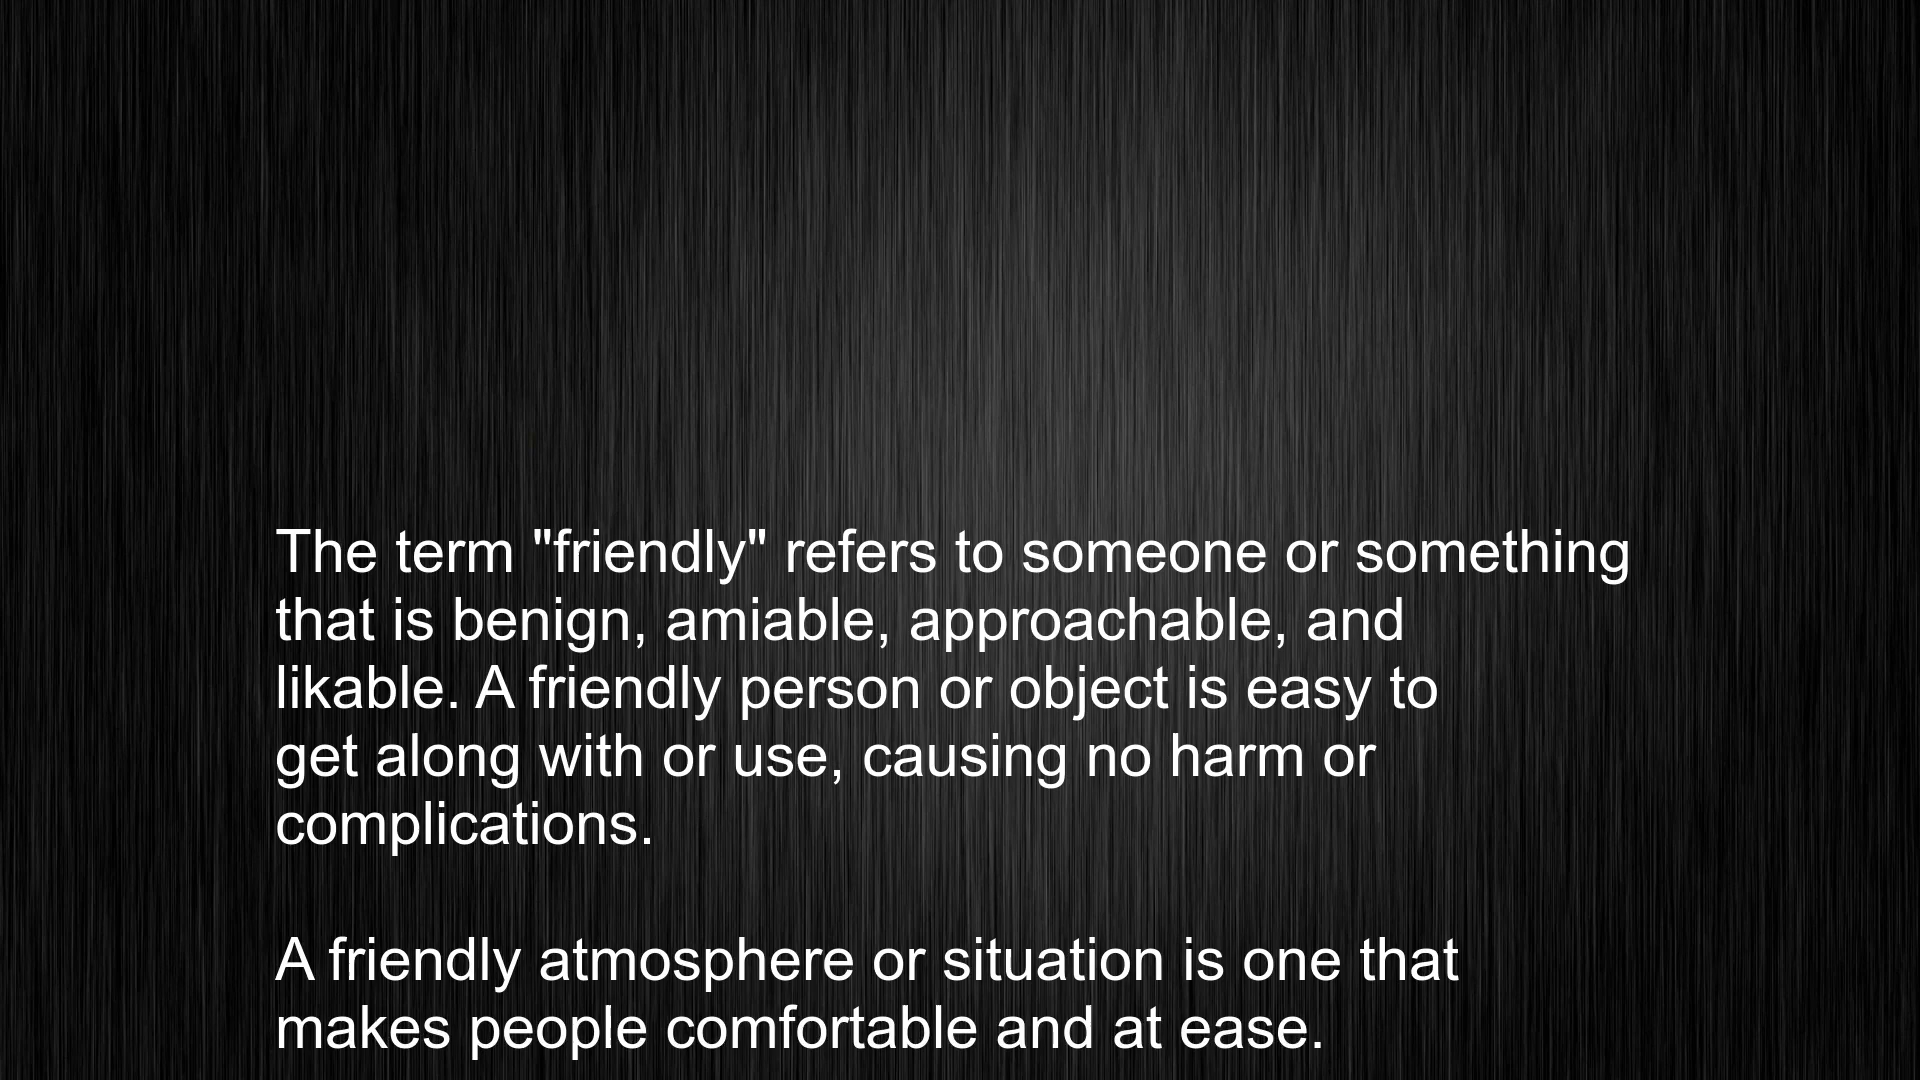 The term "friendly" refers to someone or something
that is benign, amiable, approachable, and
likable. A friendly person or object is easy to
get along with or use, causing no harm or
complications.
A friendly atmosphere or situation is one that
makes people comfortable and at ease.